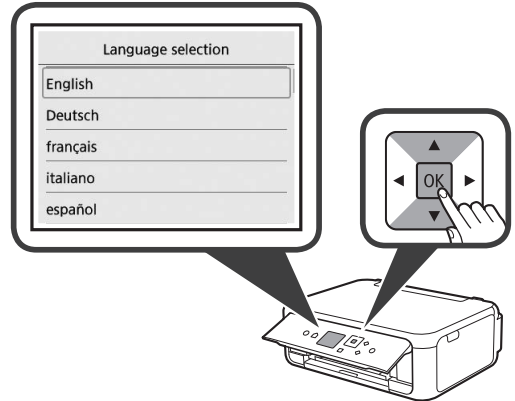 Language selection
English
Deutsch
français
italiano
español
OK